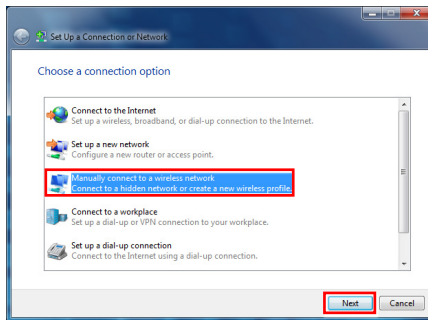 Set Up a Connection or Network
Choose a connection option
Connect to the Internet
Set up a wireless, broadband, or dial-up connection to the Internet.
Set up a new network
Configure a new router or access point.
Manually connect to a wireless network
Connect to a hidden network or create a new wireless profile.
Connect to a workplace
Set up a dial-up or VPN connection to your workplace.
Set up a dial-up connection
Connect to the Internet using a dial-up connection.
Next
Cancel